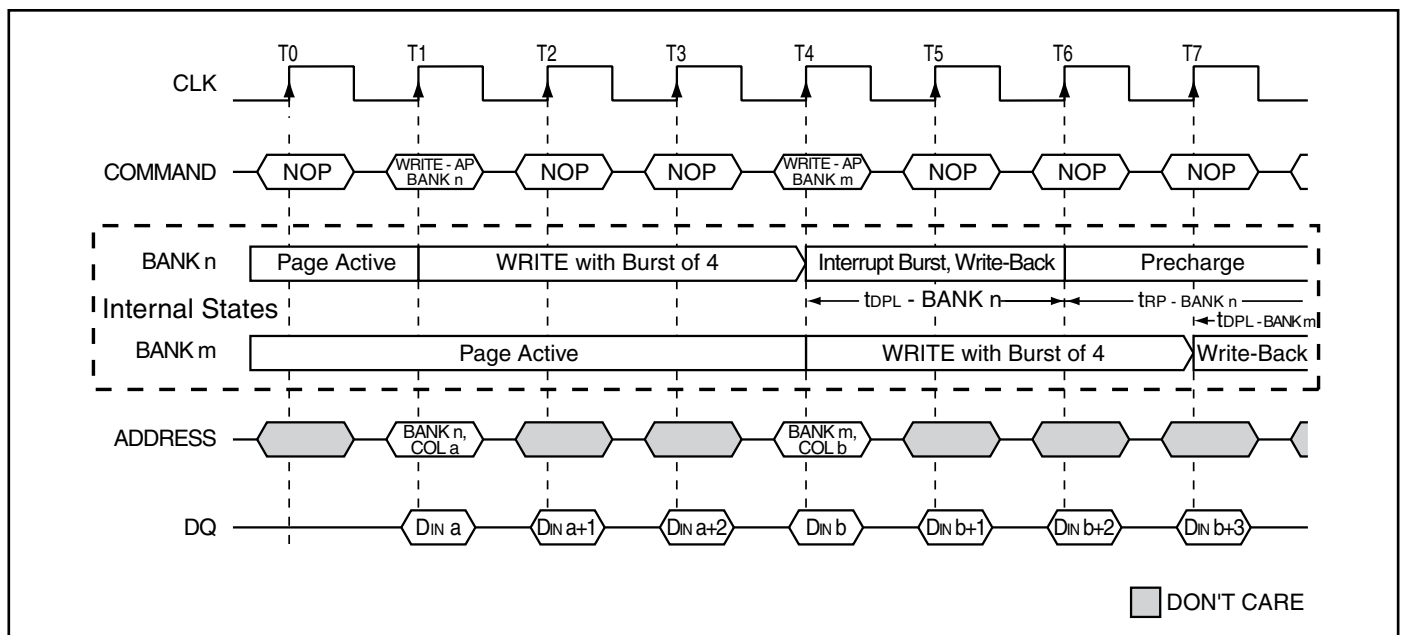 T0 T1 T2 T3 T4 T5 T6 T7
CLK
COMMAND NOP WRITE - AP BANK n NOP NOP WRITE - AP BANK m NOP NOP NOP
BANK n Page Active WRITE with Burst of 4 Interrupt Burst, Write-Back Precharge
Internal States tDPL - BANK n tRP - BANK n
tDPL - BANK m
BANK m Page Active WRITE with Burst of 4 Write-Back
ADDRESS BANK n, COL a BANK m, COL b
DQ DIN a DIN a+1 DIN a+2 DIN b DIN b+1 DIN b+2 DIN b+3
DON'T CARE